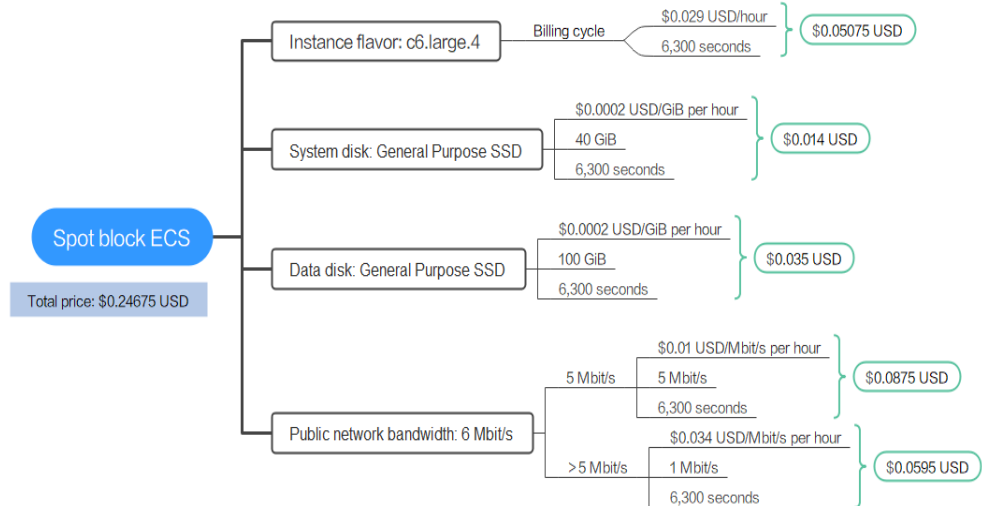 Spot block ECS
Total price: $0.24675 USD
Instance flavor: c6.large.4
Billing cycle
$0.029 USD/hour
6,300 seconds
$0.05075 USD
System disk: General Purpose SSD
$0.0002 USD/GiB per hour
40 GiB
6,300 seconds
$0.014 USD
Data disk: General Purpose SSD
$0.0002 USD/GiB per hour
100 GiB
6,300 seconds
$0.035 USD
Public network bandwidth: 6 Mbit/s
5 Mbit/s
$0.01 USD/Mbit/s per hour
5 Mbit/s
6,300 seconds
$0.0875 USD
>5 Mbit/s
$0.034 USD/Mbit/s per hour
1 Mbit/s
6,300 seconds
$0.0595 USD